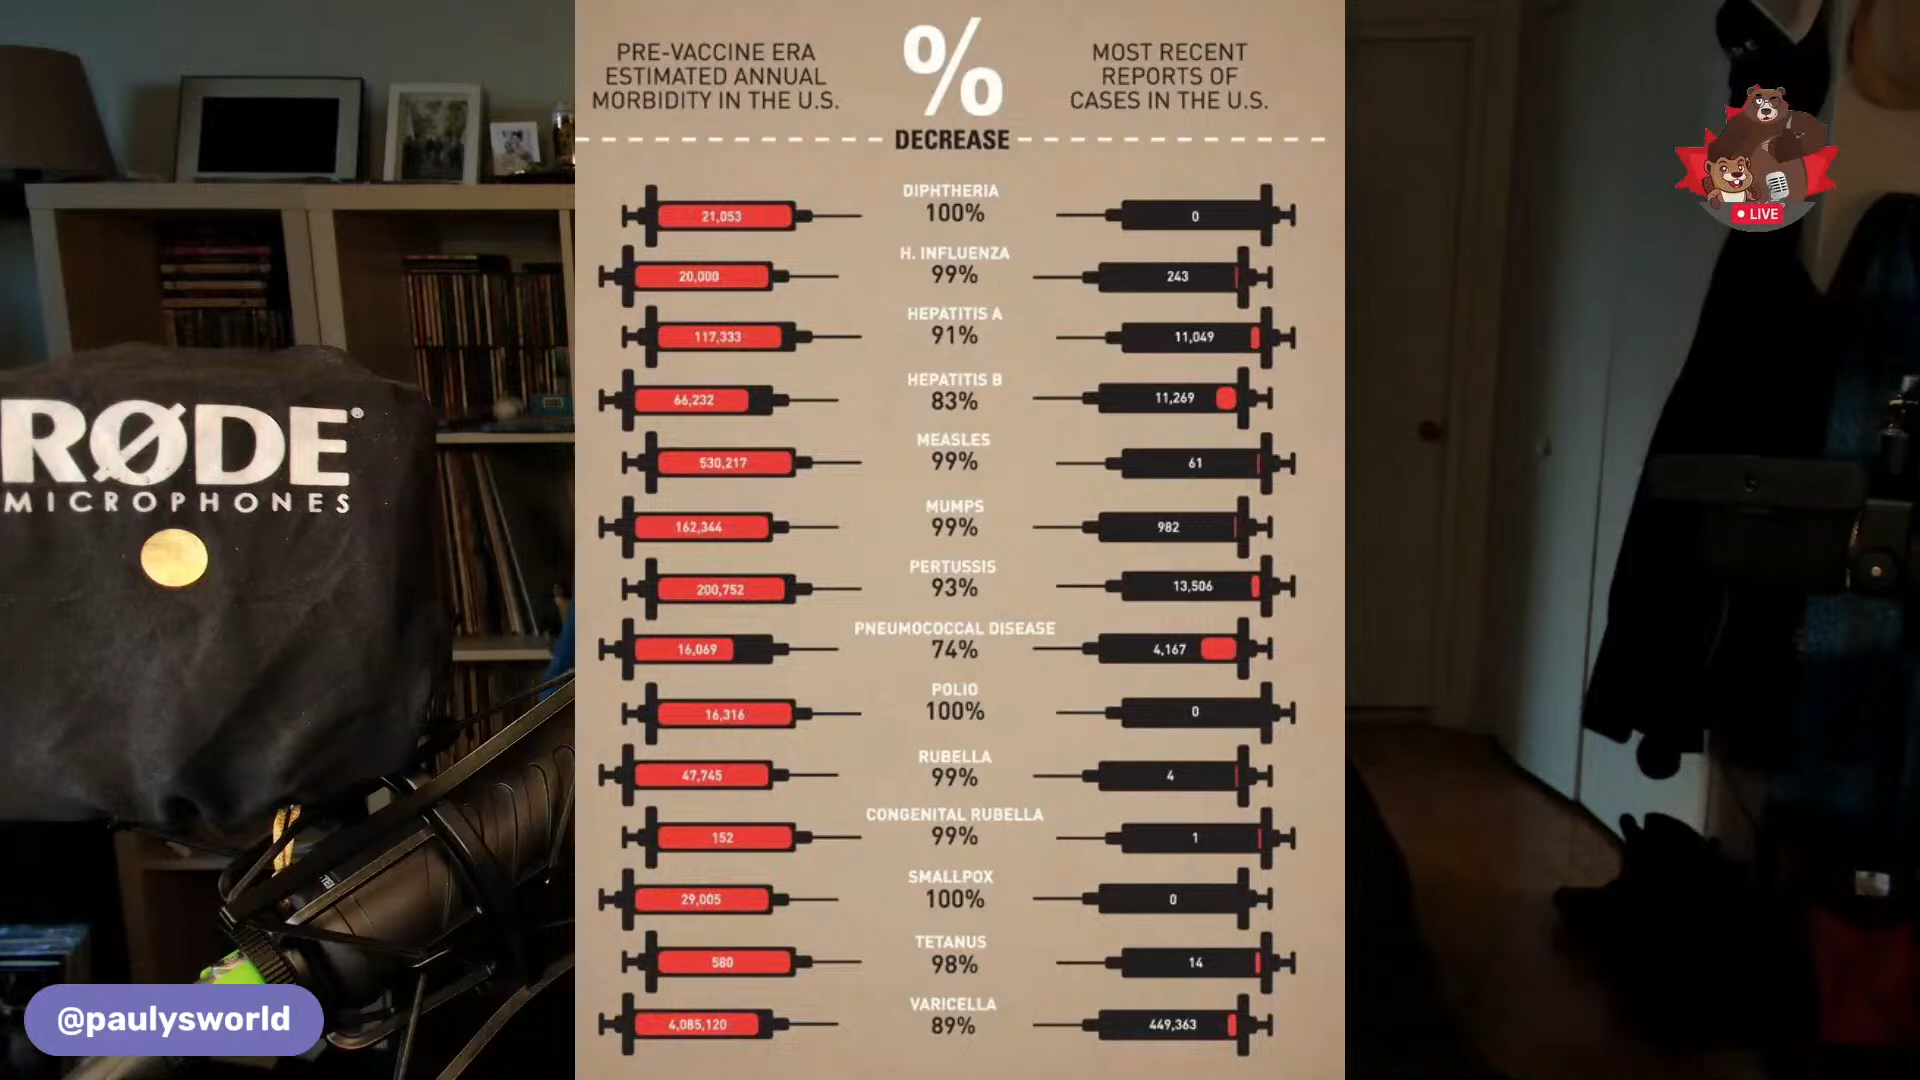 PRE-VACCINE ERA
ESTIMATED ANNUAL
MORBIDITY IN THE U.S.
%
DECREASE
MOST RECENT
REPORTS OF
CASES IN THE U.S.
DIPHTHERIA
21,053 100% 0
H. INFLUENZA
20,000 99% 243
HEPATITIS A
117,333 91% 11,049
HEPATITIS B
66,232 83% 11,269
MEASLES
530,217 99% 61
MUMPS
162,344 99% 982
PERTUSSIS
200,752 93% 13,506
PNEUMOCOCCAL DISEASE
16,069 74% 4,167
POLIO
16,316 100% 0
RUBELLA
47,745 99% 4
CONGENITAL RUBELLA
152 99% 1
SMALLPOX
29,005 100% 0
TETANUS
580 98% 14
VARICELLA
4,085,120 89% 449,363
RØDE®
MICROPHONES
LIVE
@paulysworld